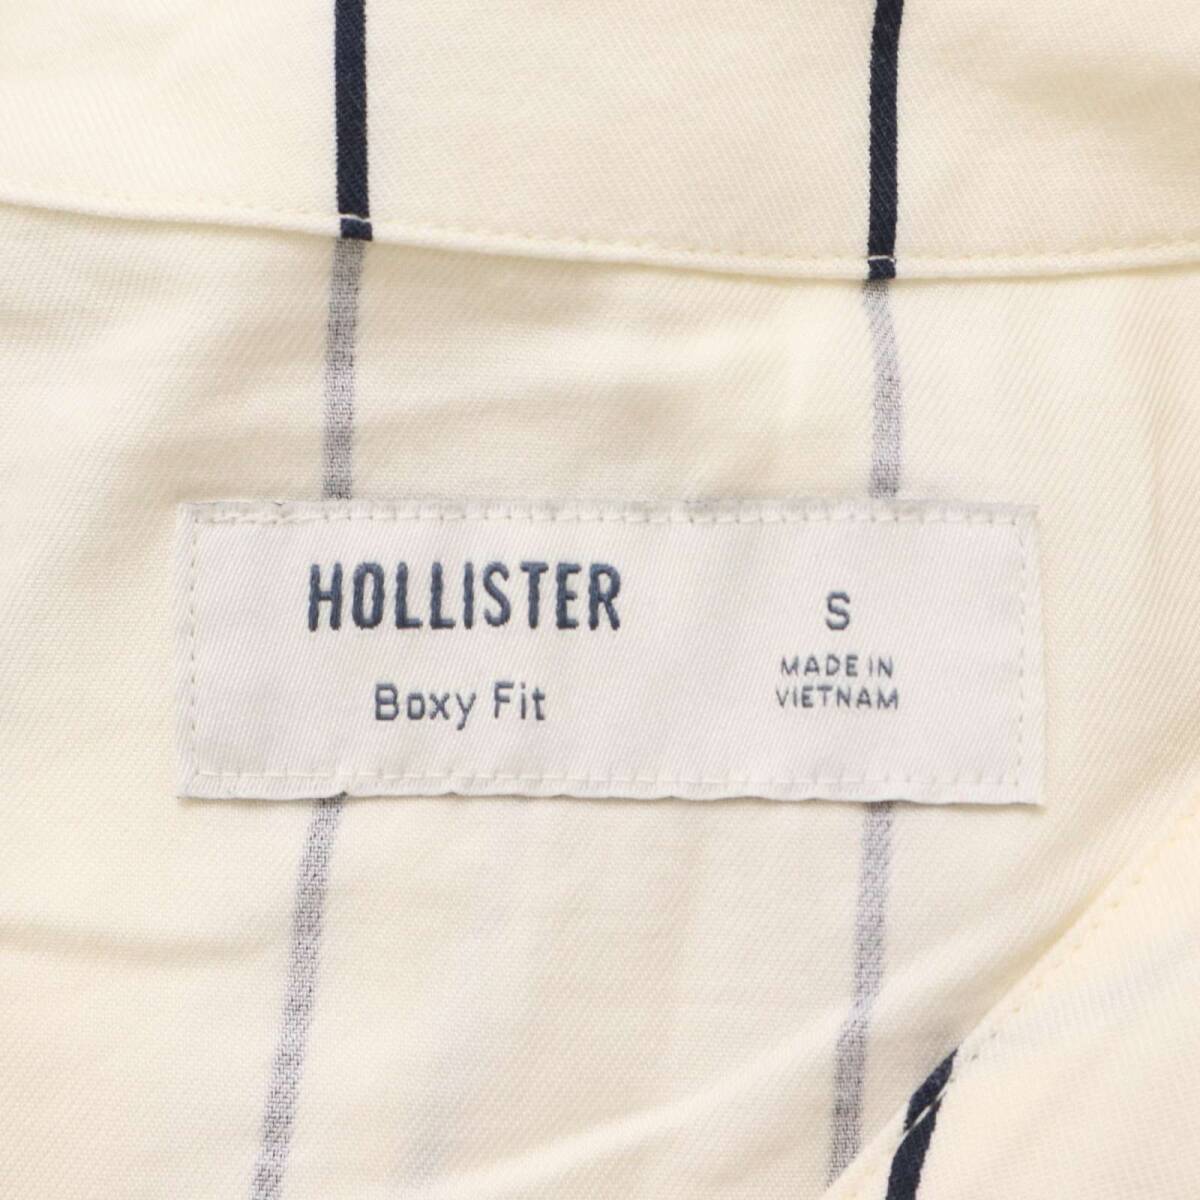 HOLLISTER
Boxy Fit
S
MADE IN
VIETNAM